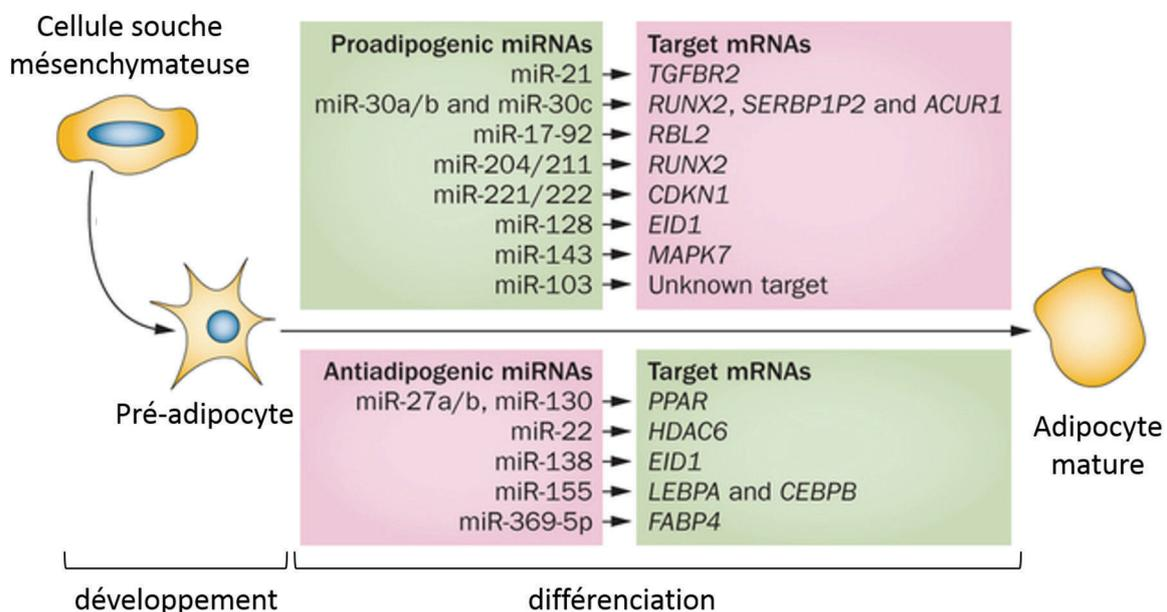 Cellule souche
mésenchymateuse
Proadipogenic miRNAs Target mRNAs
miR-21 TGFBR2
miR-30a/b and miR-30c RUNX2, SERBP1P2 and ACUR1
miR-17-92 RBL2
miR-204/211 RUNX2
miR-221/222 CDKN1
miR-128 EID1
miR-143 MAPK7
miR-103 Unknown target
Antiadipogenic miRNAs Target mRNAs
miR-27a/b, miR-130 PPAR
miR-22 HDAC6
miR-138 EID1
miR-155 LEBPA and CEBPB
miR-369-5p FABP4
Pré-adipocyte
Adipocyte
mature
développement
différenciation